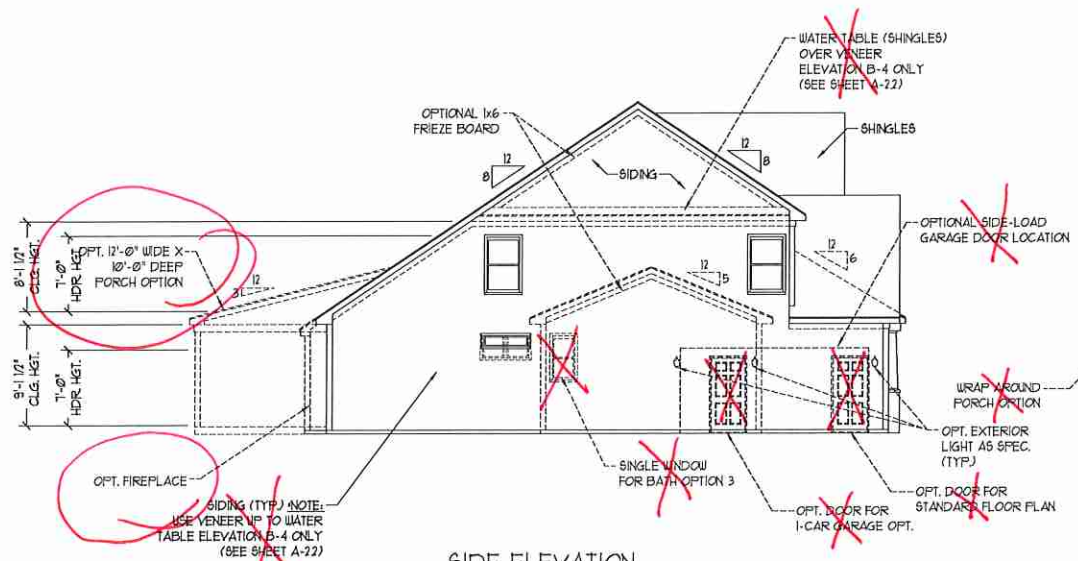 WATER TABLE (SHINGLES)
OVER VENEER
ELEVATION B-4 ONLY
(SEE SHEET A-2.2)
OPTIONAL 1x6
FRIEZE BOARD
SHINGLES
12
8
12
8
SIDING
OPTIONAL SIDE-LOAD
GARAGE DOOR LOCATION
8'-1 1/2"
CLG. HGT.
7'-0"
HDR. HGT.
OPT. 12'-0" WIDE X
10'-0" DEEP
PORCH OPTION
12
3
12
5
12
6
9'-1 1/2"
CLG. HGT.
7'-0"
HDR. HGT.
WRAP AROUND
PORCH OPTION
OPT. EXTERIOR
LIGHT AS SPEC.
(TYP.)
OPT. FIREPLACE
SINGLE WINDOW
FOR BATH OPTION 3
OPT. DOOR FOR
STANDARD FLOOR PLAN
SIDING (TYP.) NOTE:
USE VENEER UP TO WATER
TABLE ELEVATION B-4 ONLY
(SEE SHEET A-2.2)
OPT. DOOR FOR
1-CAR GARAGE OPT.
SIDE ELEVATION